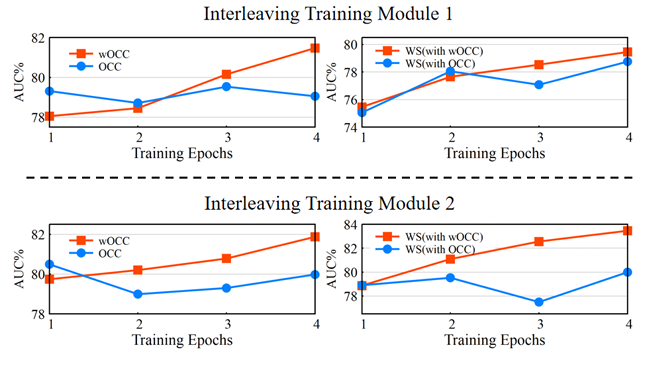 Interleaving Training Module 1
82
80
78
AUC%
wOCC
OCC
1 2 3 4
Training Epochs
80
78
76
74
AUC%
WS(with wOCC)
WS(with OCC)
1 2 3 4
Training Epochs
Interleaving Training Module 2
82
80
78
AUC%
wOCC
OCC
1 2 3 4
Training Epochs
84
82
80
78
AUC%
WS(with wOCC)
WS(with OCC)
1 2 3 4
Training Epochs